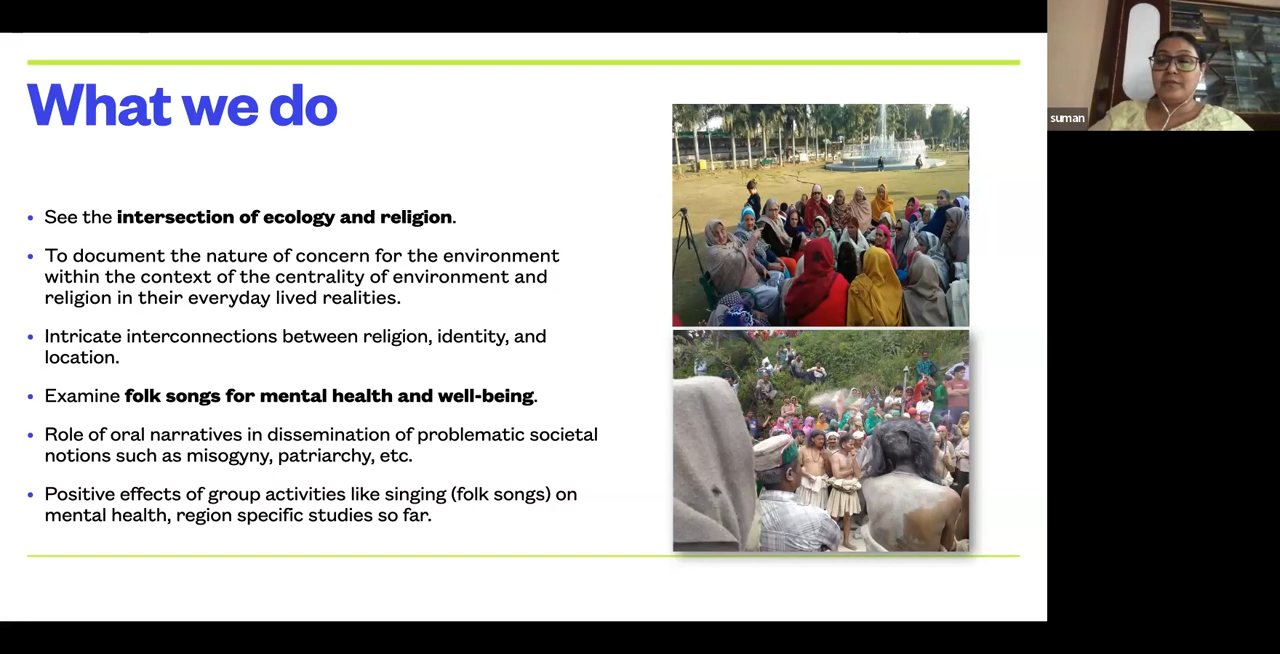 What we do
• See the intersection of ecology and religion.
• To document the nature of concern for the environment
within the context of the centrality of environment and
religion in their everyday lived realities.
• Intricate interconnections between religion, identity, and
location.
• Examine folk songs for mental health and well-being.
• Role of oral narratives in dissemination of problematic societal
notions such as misogyny, patriarchy, etc.
• Positive effects of group activities like singing (folk songs) on
mental health, region specific studies so far.
suman